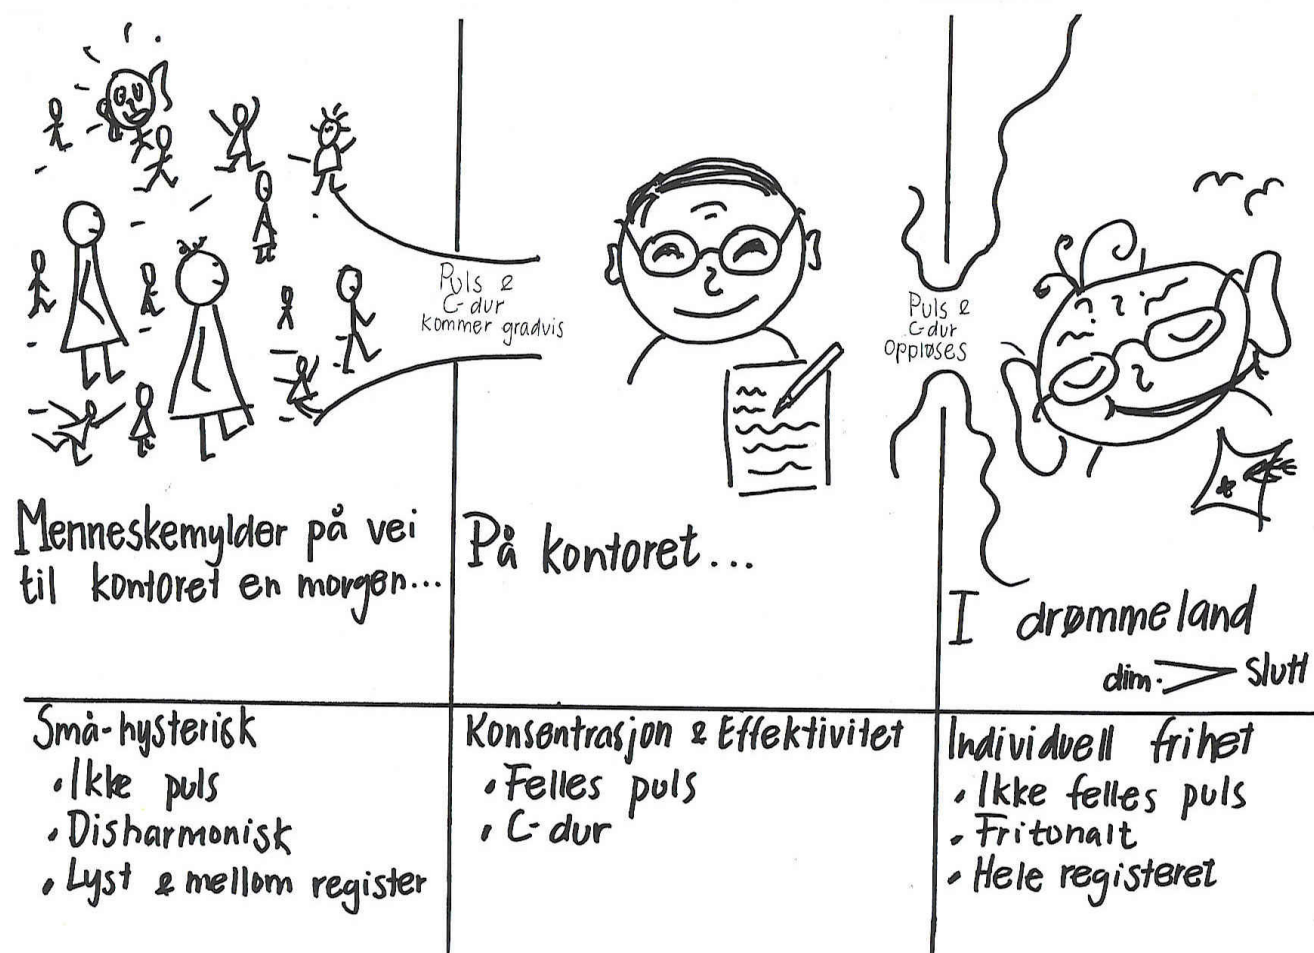 Puls &
C-dur
kommer gradvis
Puls &
C-dur
oppløses
Menneskemylder på vei
til kontoret en morgen...
På kontoret...
I drømmeland
dim. > slutt
Små-hysterisk
• Ikke puls
• Disharmonisk
• Lyst & mellom register
Konsentrasjon & Effektivitet
• Felles puls
• C-dur
Individuell frihet
• Ikke felles puls
• Fritonalt
• Hele registeret